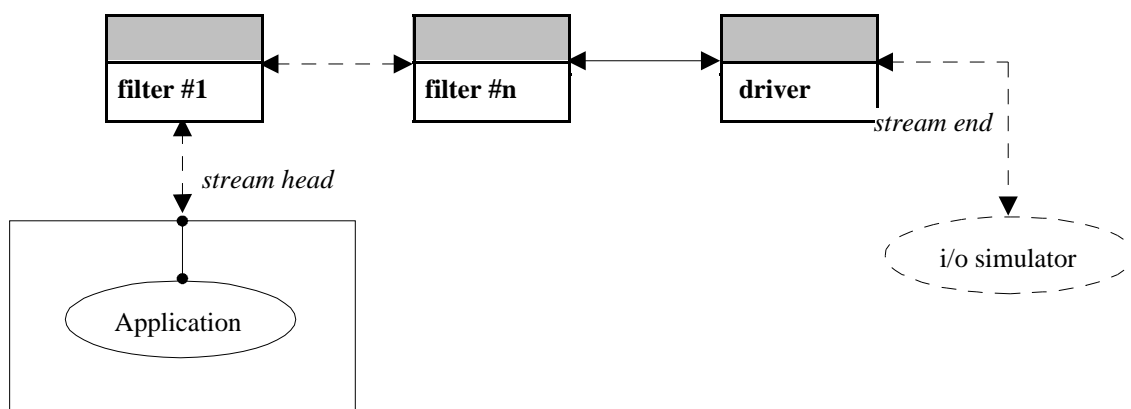 filter #1
filter #n
driver
stream end
stream head
i/o simulator
Application